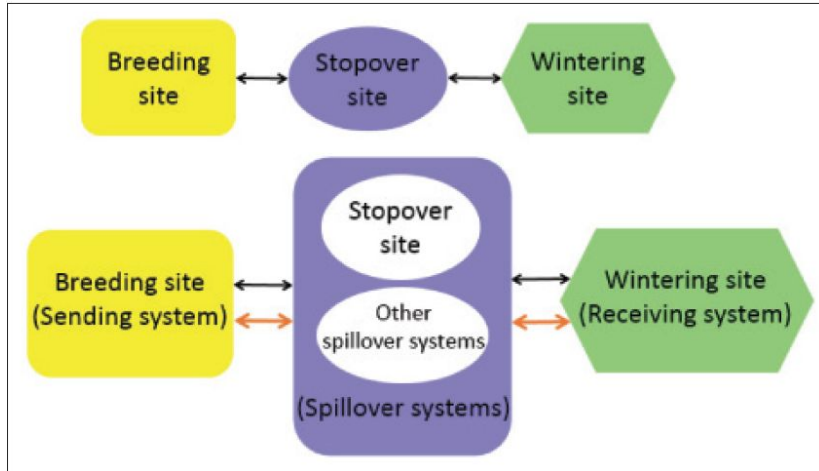 Breeding
site
Stopover
site
Wintering
site
Stopover
site
Breeding site
(Sending system)
Other
spillover systems
(Spillover systems)
Wintering site
(Receiving system)